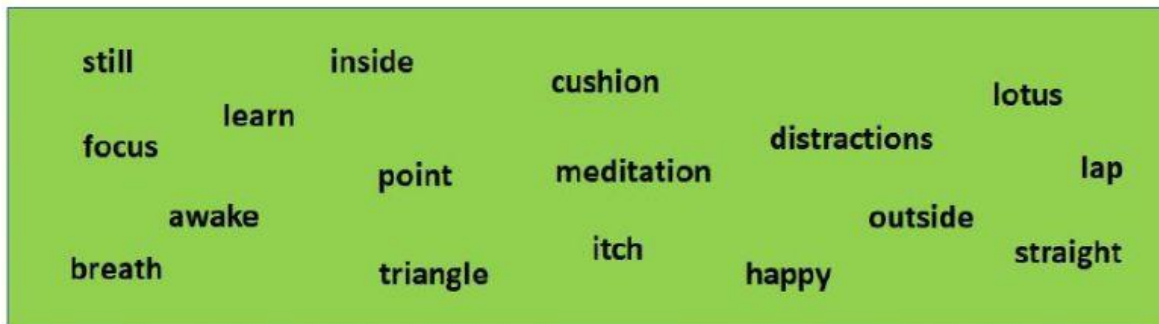 still
inside
cushion
lotus
learn
focus
distractions
point
meditation
lap
awake
outside
itch
straight
breath
triangle
happy